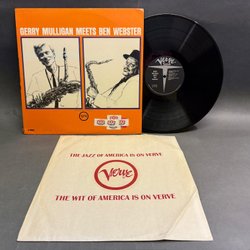 GERRY MULLIGAN MEETS BEN WEBSTER
verve
THE JAZZ OF AMERICA IS ON VERVE
Verve
THE WIT OF AMERICA IS ON VERVE